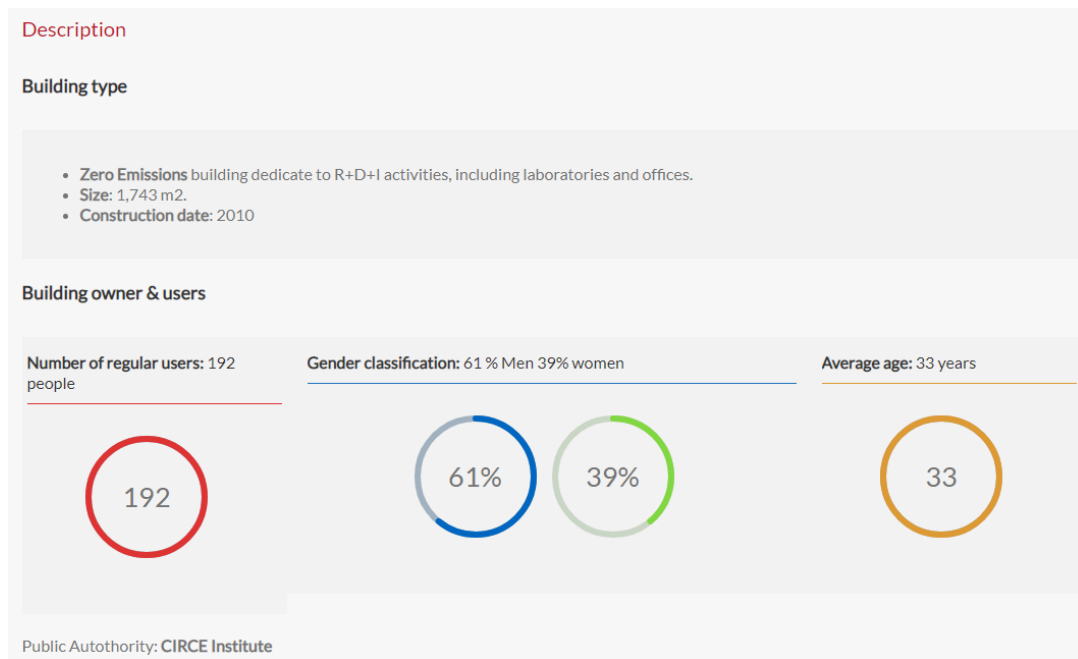 Description
Building type
• Zero Emissions building dedicate to R+D+I activities, including laboratories and offices.
• Size: 1,743 m2.
• Construction date: 2010
Building owner & users
Number of regular users: 192
people
Gender classification: 61 % Men 39% women
Average age: 33 years
192
61%
39%
33
Public Autothority: CIRCE Institute